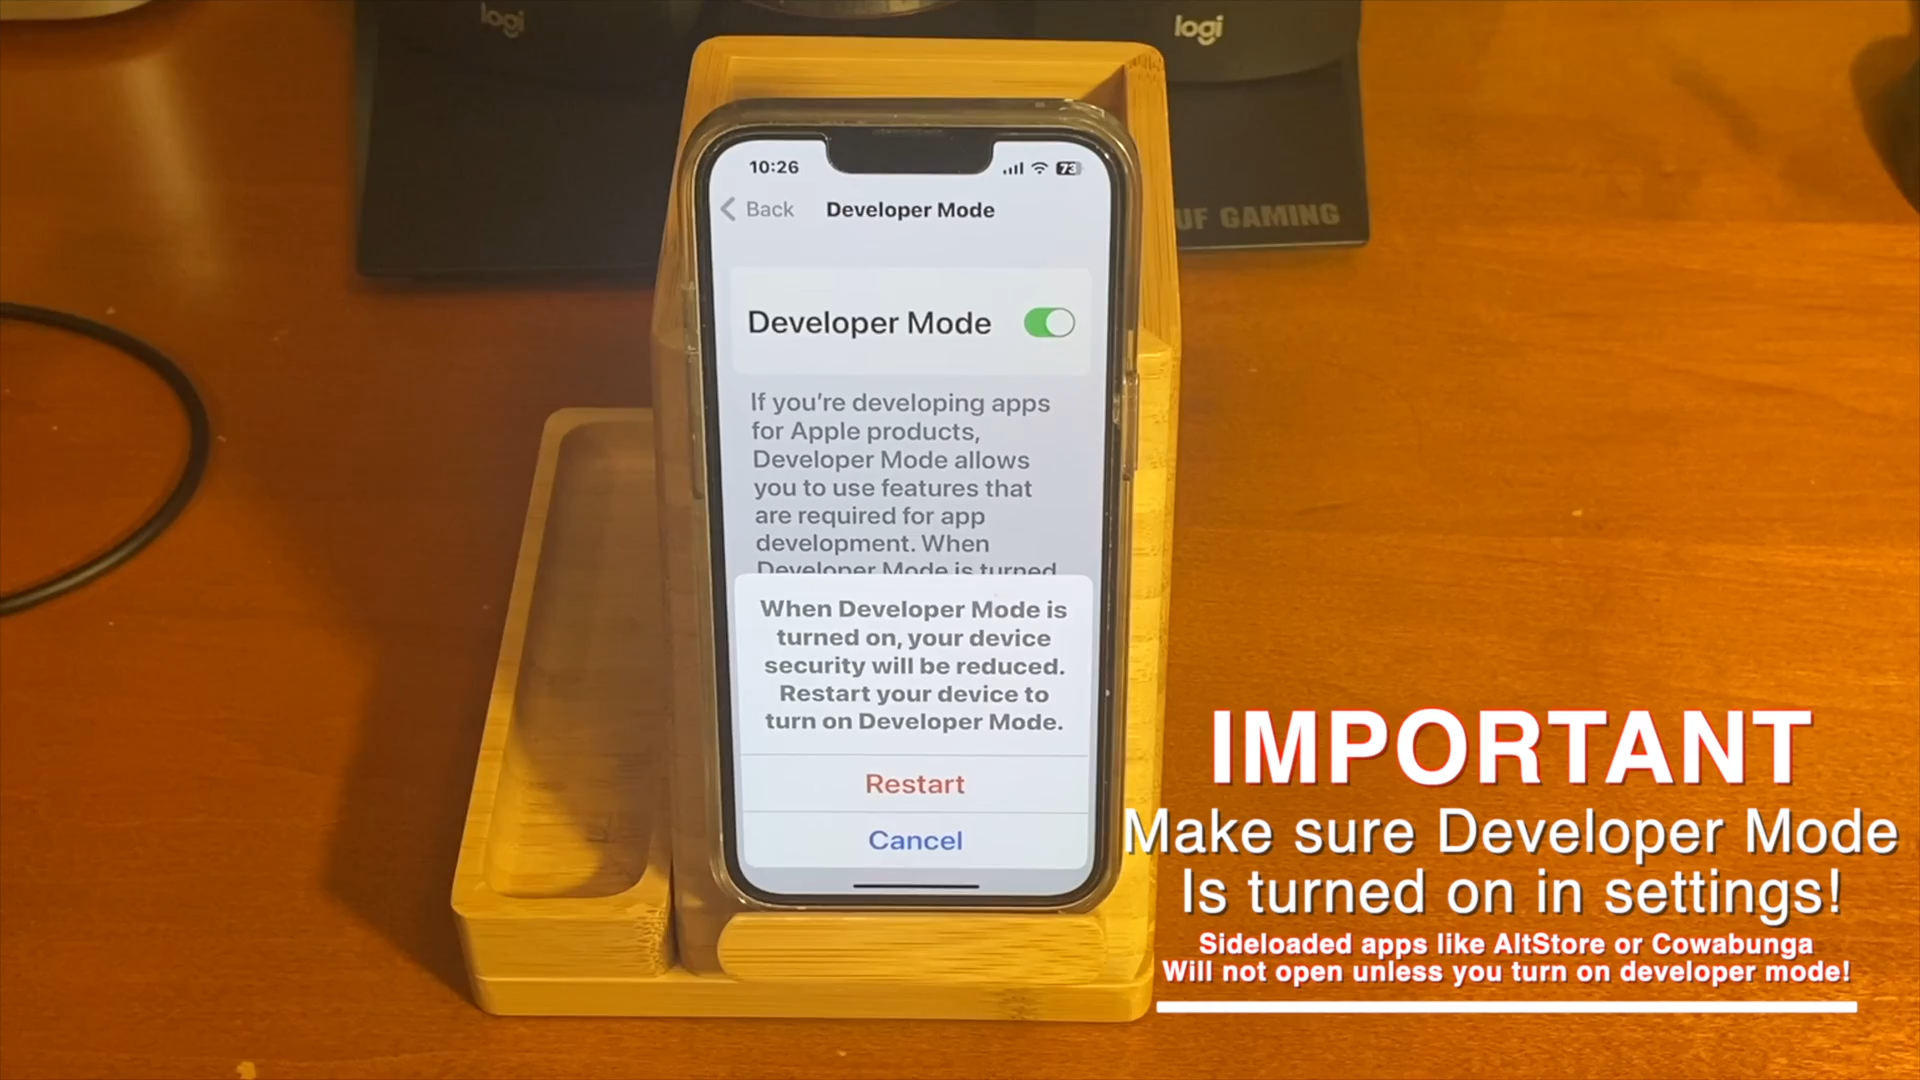 logi
logi
UF GAMING
10:26
73
Back
Developer Mode
Developer Mode
If you're developing apps
for Apple products,
Developer Mode allows
you to use features that
are required for app
development. When
Developer Mode is turned
When Developer Mode is
turned on, your device
security will be reduced.
Restart your device to
turn on Developer Mode.
Restart
Cancel
IMPORTANT
Make sure Developer Mode
Is turned on in settings!
Sideloaded apps like AltStore or Cowabunga
Will not open unless you turn on developer mode!